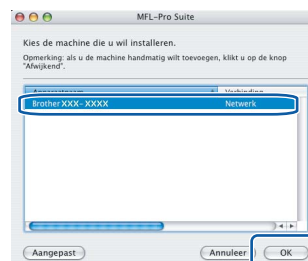 MFL-Pro Suite
Kies de machine die u wil installeren.
Opmerking: als u de machine handmatig wilt toevoegen, klikt u op de knop
"Afwijkend".
Verbinding
Brother XXX-XXXX Netwerk
Aangepast Annuleer OK